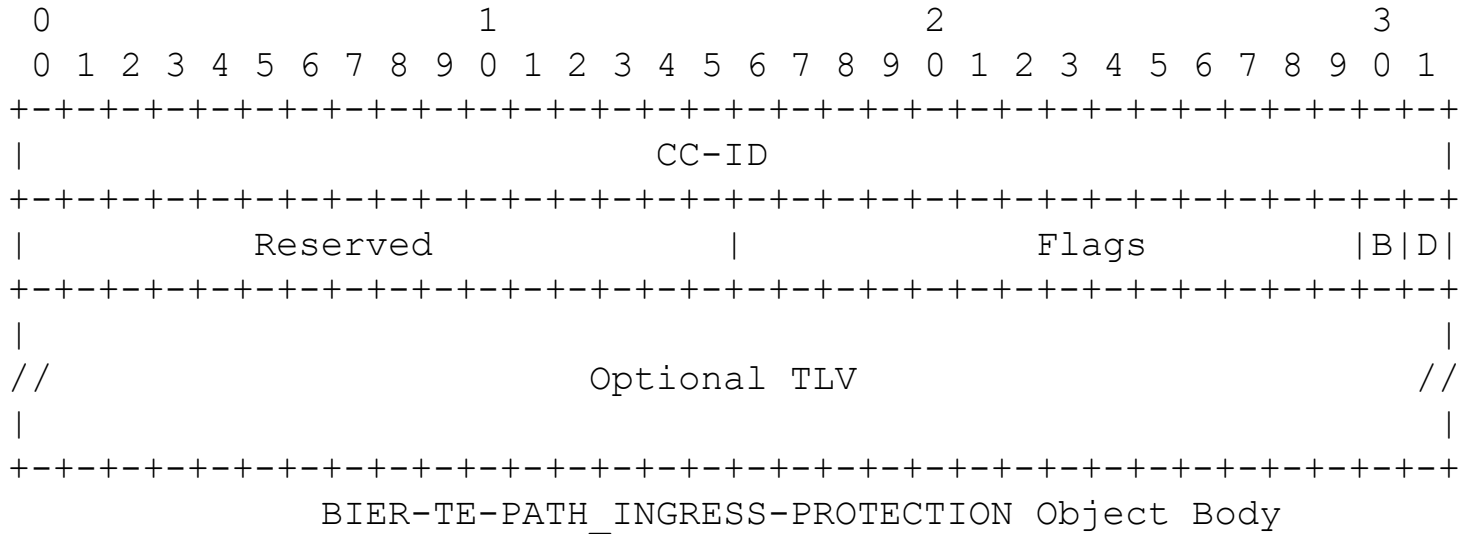 0                   1                   2                   3
 0 1 2 3 4 5 6 7 8 9 0 1 2 3 4 5 6 7 8 9 0 1 2 3 4 5 6 7 8 9 0 1
+-+-+-+-+-+-+-+-+-+-+-+-+-+-+-+-+-+-+-+-+-+-+-+-+-+-+-+-+-+-+-+-+
|                            CC-ID                              |
+-+-+-+-+-+-+-+-+-+-+-+-+-+-+-+-+-+-+-+-+-+-+-+-+-+-+-+-+-+-+-+-+
|          Reserved             |             Flags         |B|D|
+-+-+-+-+-+-+-+-+-+-+-+-+-+-+-+-+-+-+-+-+-+-+-+-+-+-+-+-+-+-+-+-+
|                                                               |
//                        Optional TLV                         //
|                                                               |
+-+-+-+-+-+-+-+-+-+-+-+-+-+-+-+-+-+-+-+-+-+-+-+-+-+-+-+-+-+-+-+-+
              BIER-TE-PATH_INGRESS-PROTECTION Object Body